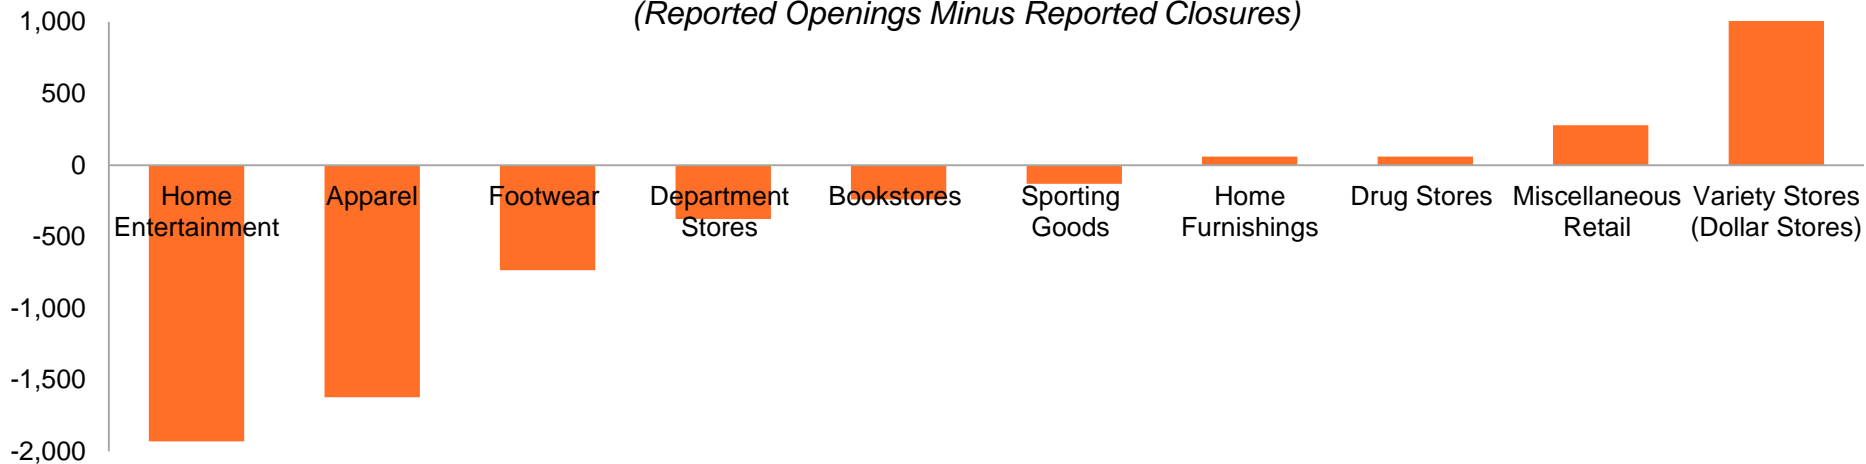 (Reported Openings Minus Reported Closures)
1,000
500
0
-500
-1,000
-1,500
-2,000
Home
Entertainment
Apparel
Footwear
Department
Stores
Bookstores
Sporting
Goods
Home
Furnishings
Drug Stores
Miscellaneous
Retail
Variety Stores
(Dollar Stores)